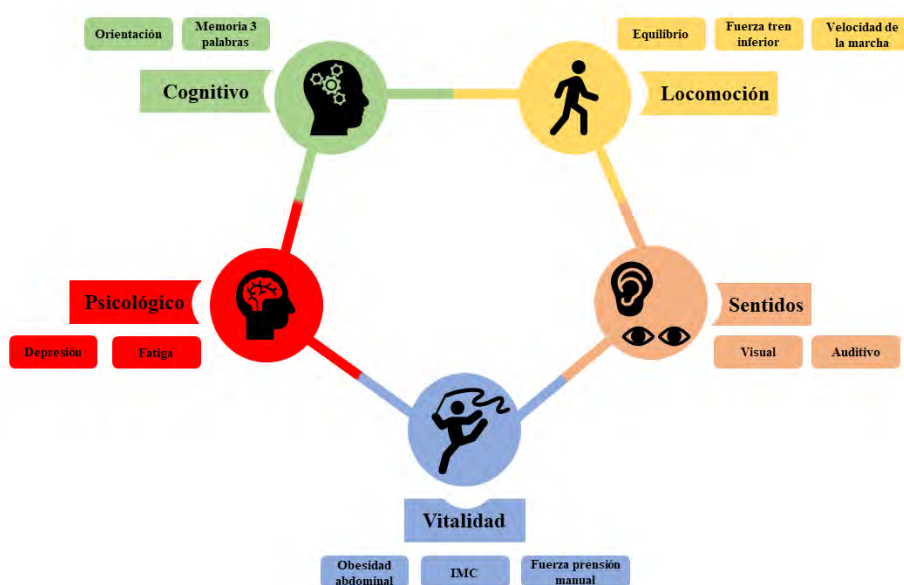 Orientación
Memoria 3
palabras
Cognitivo
Equilibrio
Fuerza tren
inferior
Velocidad de
la marcha
Locomoción
Psicológico
Depresión
Fatiga
Sentidos
Visual
Auditivo
Vitalidad
Obesidad
abdominal
IMC
Fuerza prensión
manual